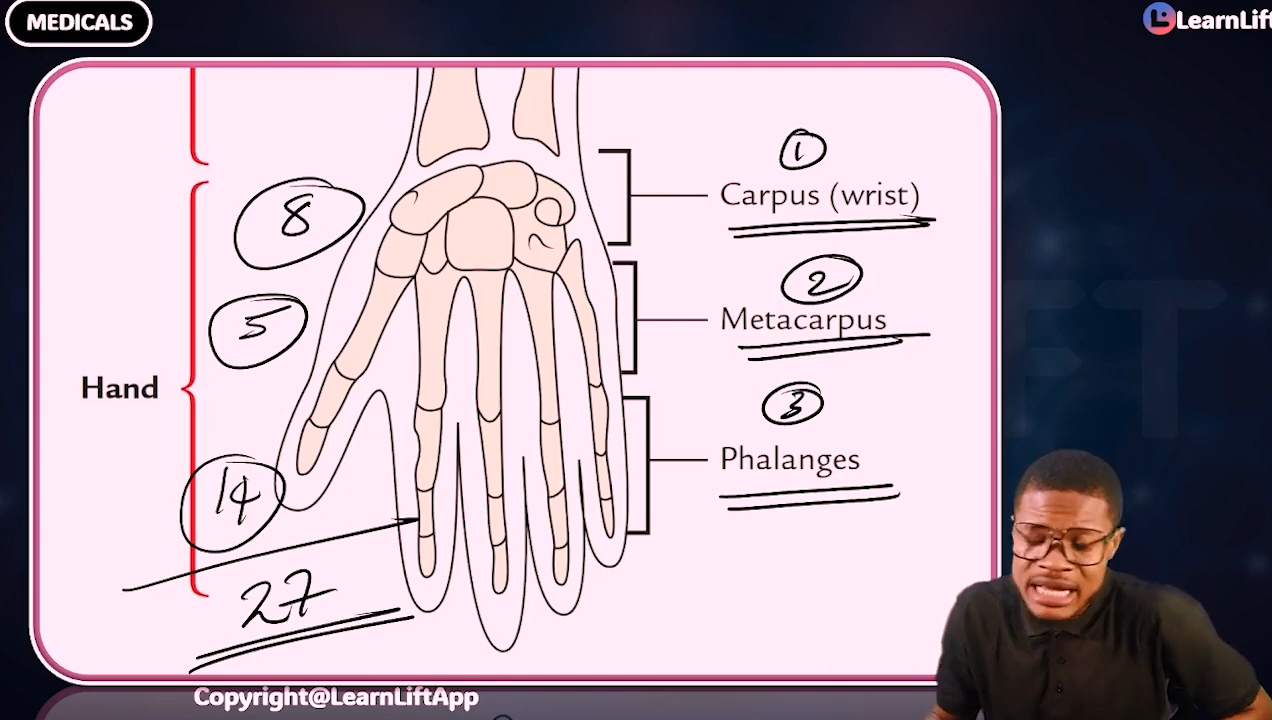 MEDICALS
LearnLift
1
8
Carpus (wrist)
2
5
Metacarpus
Hand
3
14
Phalanges
27
Copyright@LearnLiftApp